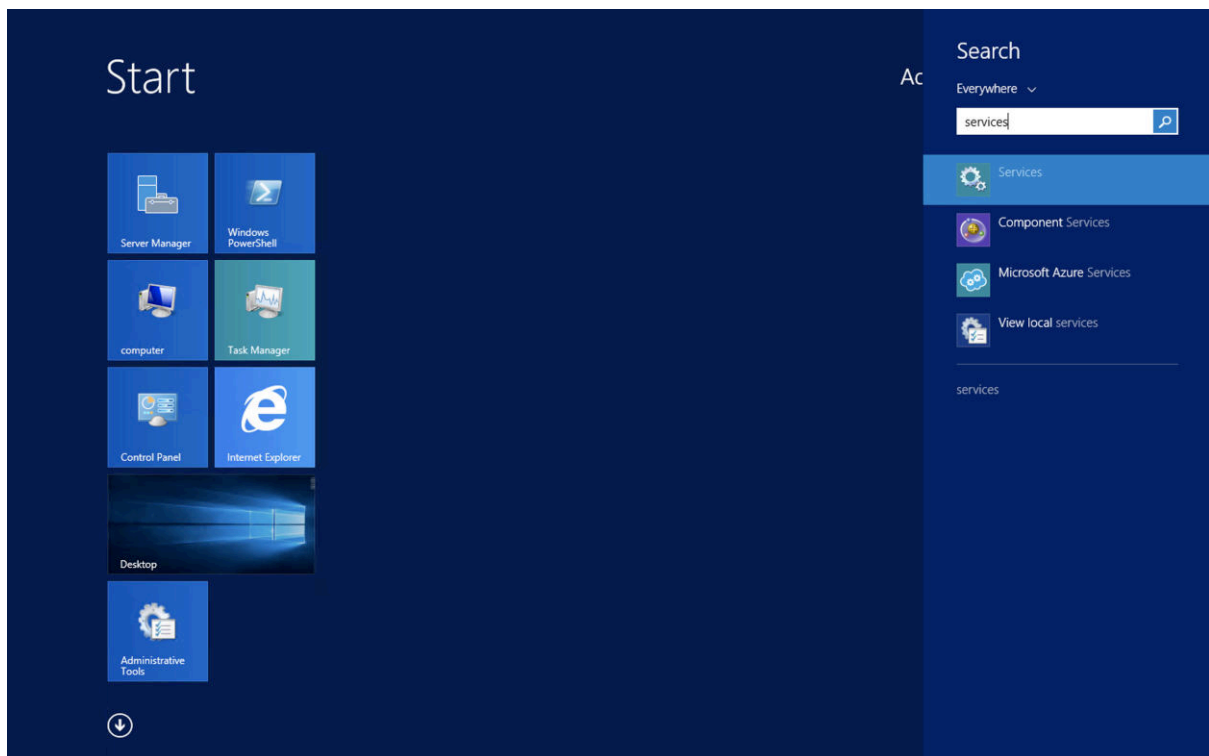 Start
Ac
Server Manager
Windows
PowerShell
computer
Task Manager
Control Panel
Internet Explorer
Desktop
Administrative
Tools
Search
Everywhere
services
Services
Component Services
Microsoft Azure Services
View local services
services